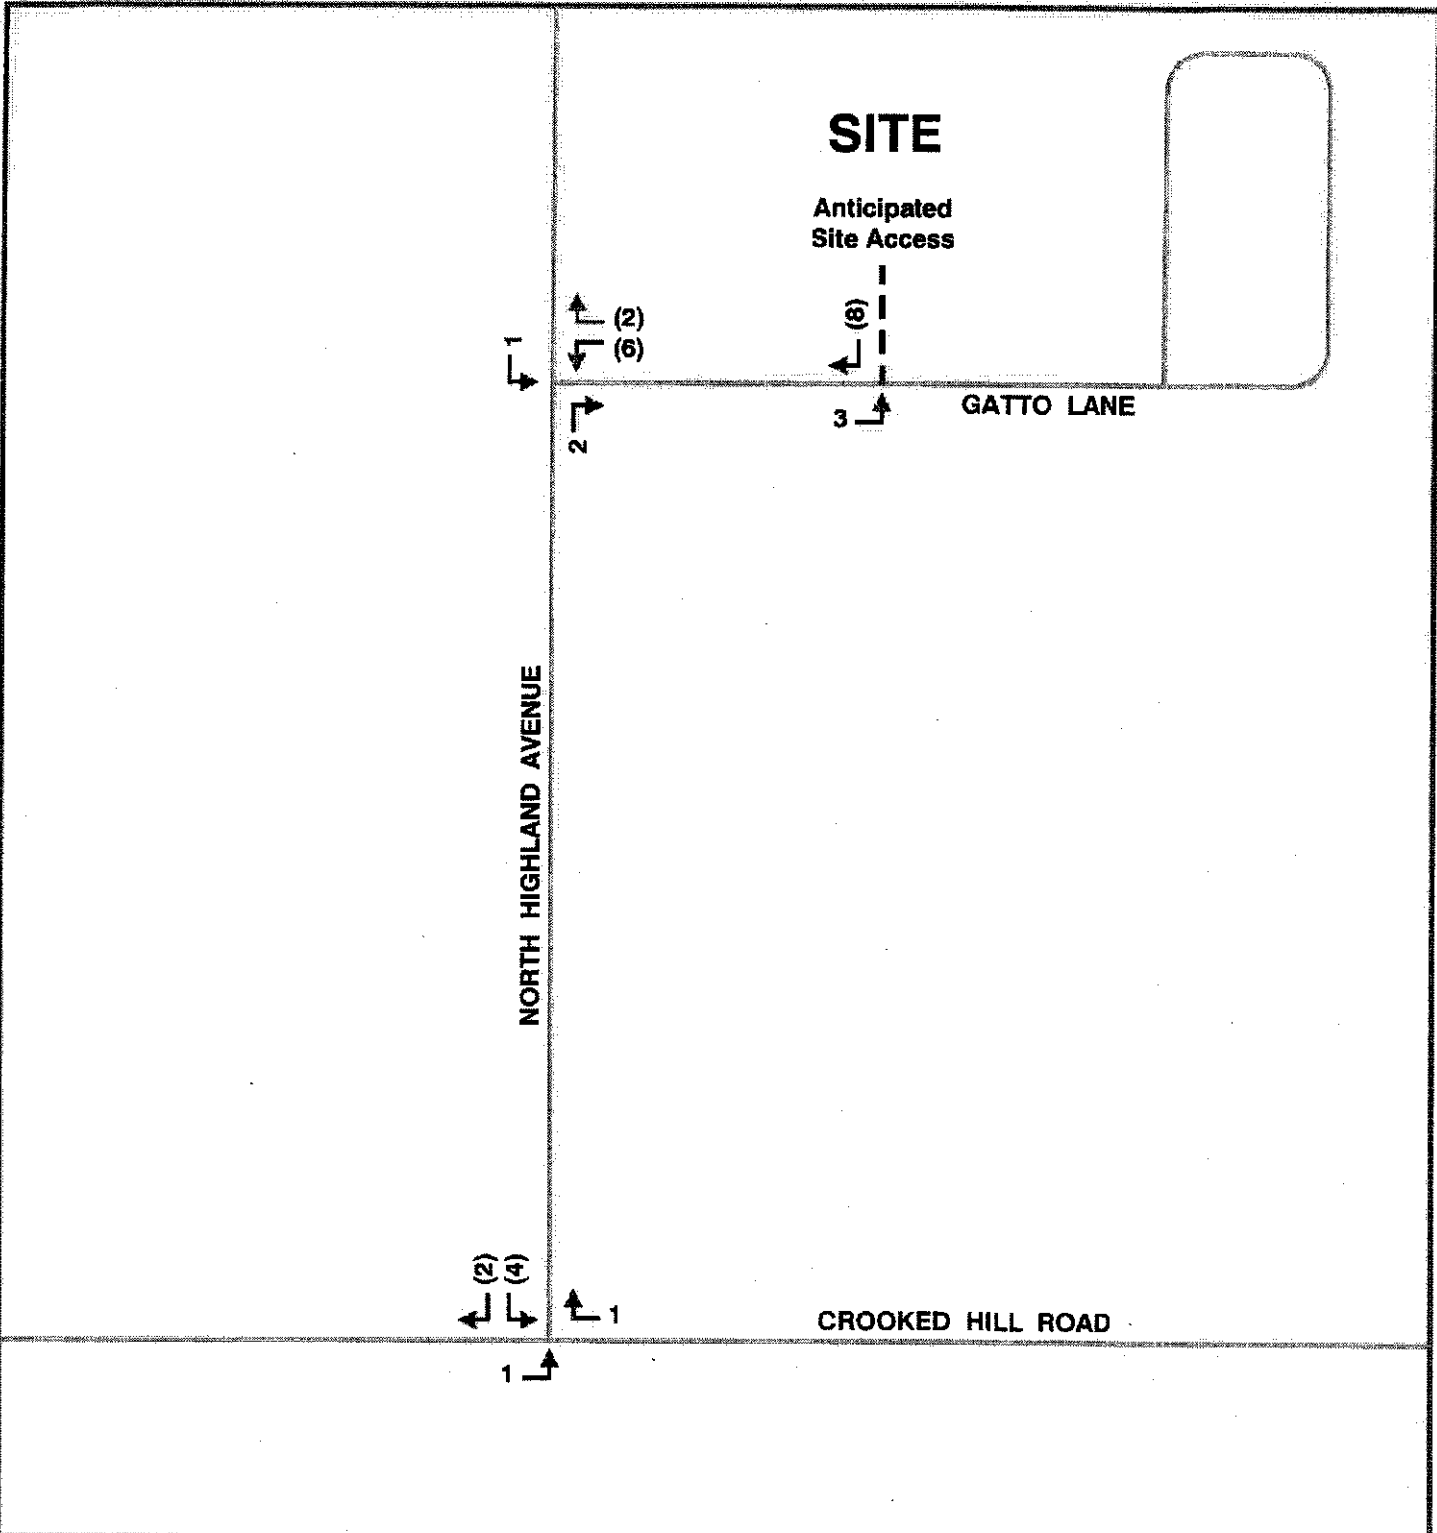 SITE
Anticipated
Site Access
(8)
(2)
(6)
1
2
3
GATTO LANE
NORTH HIGHLAND AVENUE
(2)
(4)
1
CROOKED HILL ROAD
1